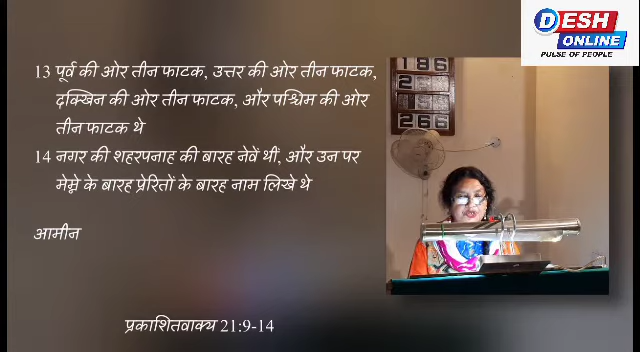 DESH
ONLINE
PULSE OF PEOPLE
13 पूर्व की ओर तीन फाटक, उत्तर की ओर तीन फाटक,
दक्खिन की ओर तीन फाटक, और पश्चिम की ओर
तीन फाटक थे
14 नगर की शहरपनाह की बारह नेवें थीं, और उन पर
मेम्ने के बारह प्रेरितों के बारह नाम लिखे थे
आमीन
प्रकाशितवाक्य 21:9-14
186
266